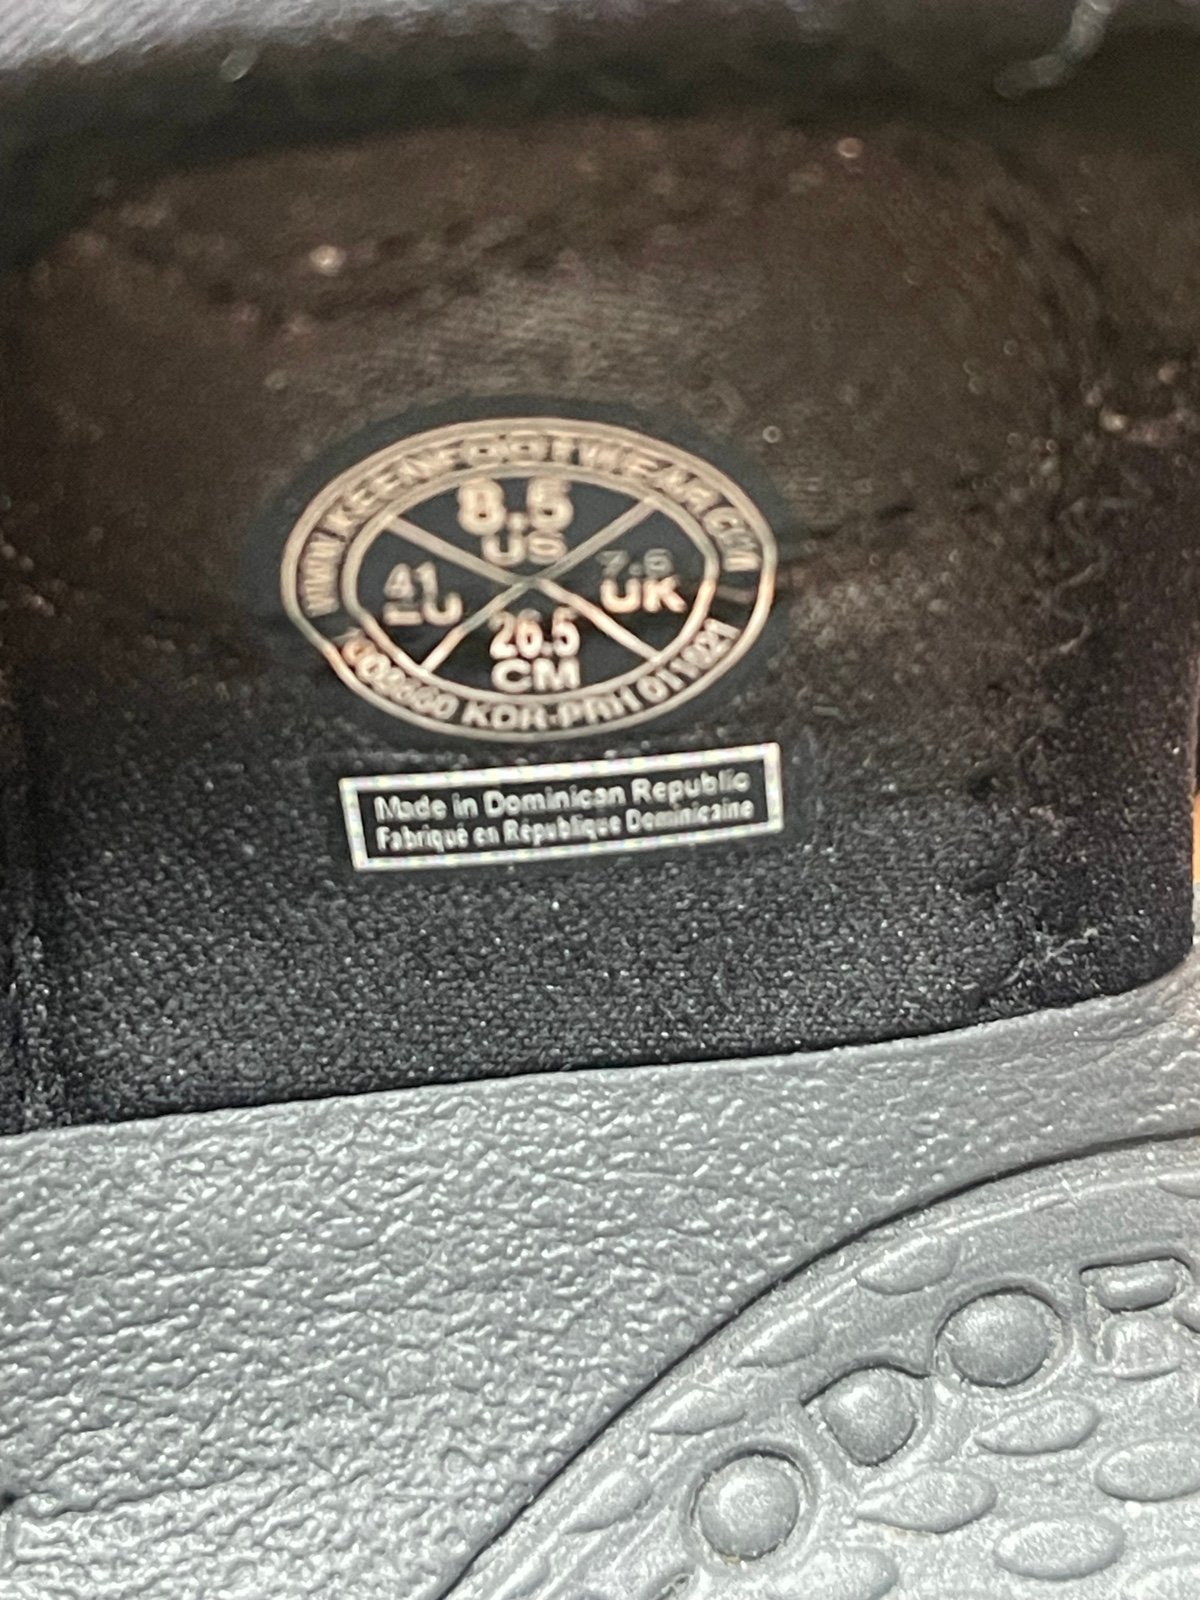 WWW.KEENFOOTWEAR.COM
8.5
US
41
EU
7.5
UK
26.5
CM
KDR-PRH 011021
Made in Dominican Republic
Fabriqué en République Dominicaine